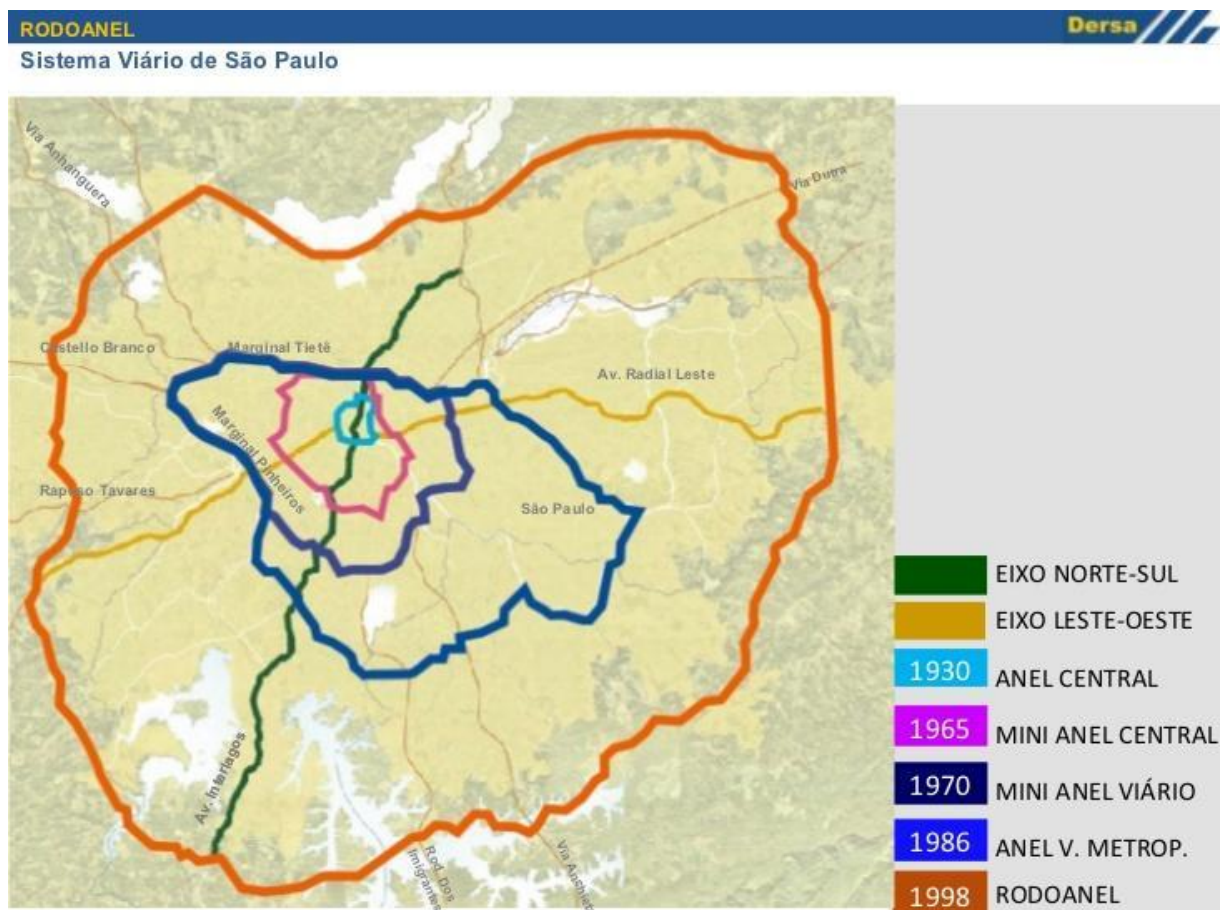 RODOANEL
Dersa
Sistema Viário de São Paulo
Via Anhanguera
Via Dutra
Castello Branco
Marginal Tietê
Av. Radial Leste
Marginal Pinheiros
Raposo Tavares
São Paulo
Av. Interlagos
Rod. Dos
Imigrantes
Via Anchieta
EIXO NORTE-SUL
EIXO LESTE-OESTE
1930 ANEL CENTRAL
1965 MINI ANEL CENTRAL
1970 MINI ANEL VIÁRIO
1986 ANEL V. METROP.
1998 RODOANEL